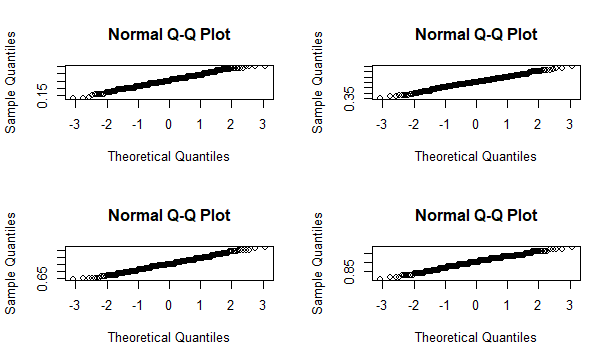 Normal Q-Q Plot
Sample Quantiles
0.15
-3 -2 -1 0 1 2 3
Theoretical Quantiles
Normal Q-Q Plot
Sample Quantiles
0.35
-3 -2 -1 0 1 2 3
Theoretical Quantiles
Normal Q-Q Plot
Sample Quantiles
0.65
-3 -2 -1 0 1 2 3
Theoretical Quantiles
Normal Q-Q Plot
Sample Quantiles
0.85
-3 -2 -1 0 1 2 3
Theoretical Quantiles